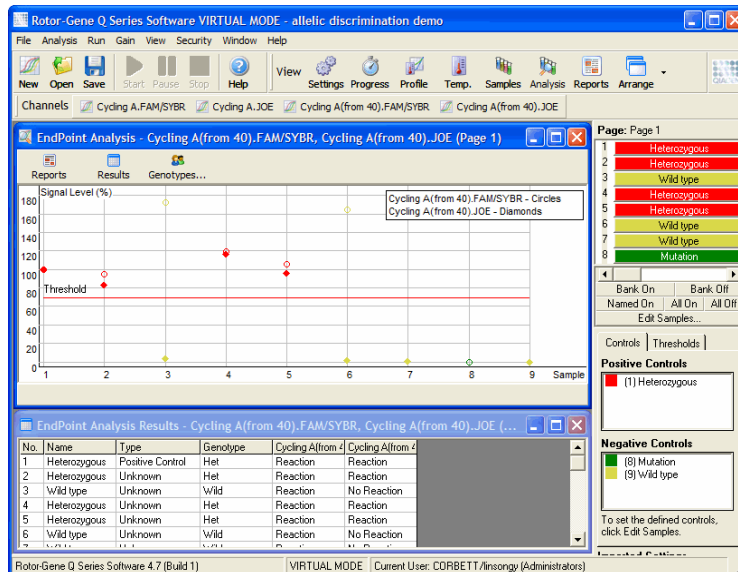 Rotor-Gene Q Series Software VIRTUAL MODE - allelic discrimination demo
File Analysis Run Gain View Security Window Help
New Open Save Start Pause Stop Help View Settings Progress Profile Temp. Samples Analysis Reports Arrange
Channels Cycling A.FAM/SYBR Cycling A.JOE Cycling A(from 40).FAM/SYBR Cycling A(from 40).JOE
EndPoint Analysis - Cycling A(from 40).FAM/SYBR, Cycling A(from 40).JOE (Page 1)
Reports Results Genotypes...
Signal Level (%)
Cycling A(from 40).FAM/SYBR - Circles
Cycling A(from 40).JOE - Diamonds
180
160
140
120
100
80
Threshold
60
40
20
0
1 2 3 4 5 6 7 8 9 Sample
Page: Page 1
1 Heterozygous
2 Heterozygous
3 Wild type
4 Heterozygous
5 Heterozygous
6 Wild type
7 Wild type
8 Mutation
Bank On Bank Off
Named On All On All Off
Edit Samples...
Controls Thresholds
Positive Controls
(1) Heterozygous
Negative Controls
(8) Mutation
(9) Wild type
To set the defined controls,
click Edit Samples.
EndPoint Analysis Results - Cycling A(from 40).FAM/SYBR, Cycling A(from 40).JOE (...
No. Name Type Genotype Cycling A(from 4 Cycling A(from 4
1 Heterozygous Positive Control Het Reaction Reaction
2 Heterozygous Unknown Het Reaction Reaction
3 Wild type Unknown Wild Reaction No Reaction
4 Heterozygous Unknown Het Reaction Reaction
5 Heterozygous Unknown Het Reaction Reaction
6 Wild type Unknown Wild Reaction No Reaction
Rotor-Gene Q Series Software 4.7 (Build 1) VIRTUAL MODE Current User: CORBETT/linsongy (Administrators)